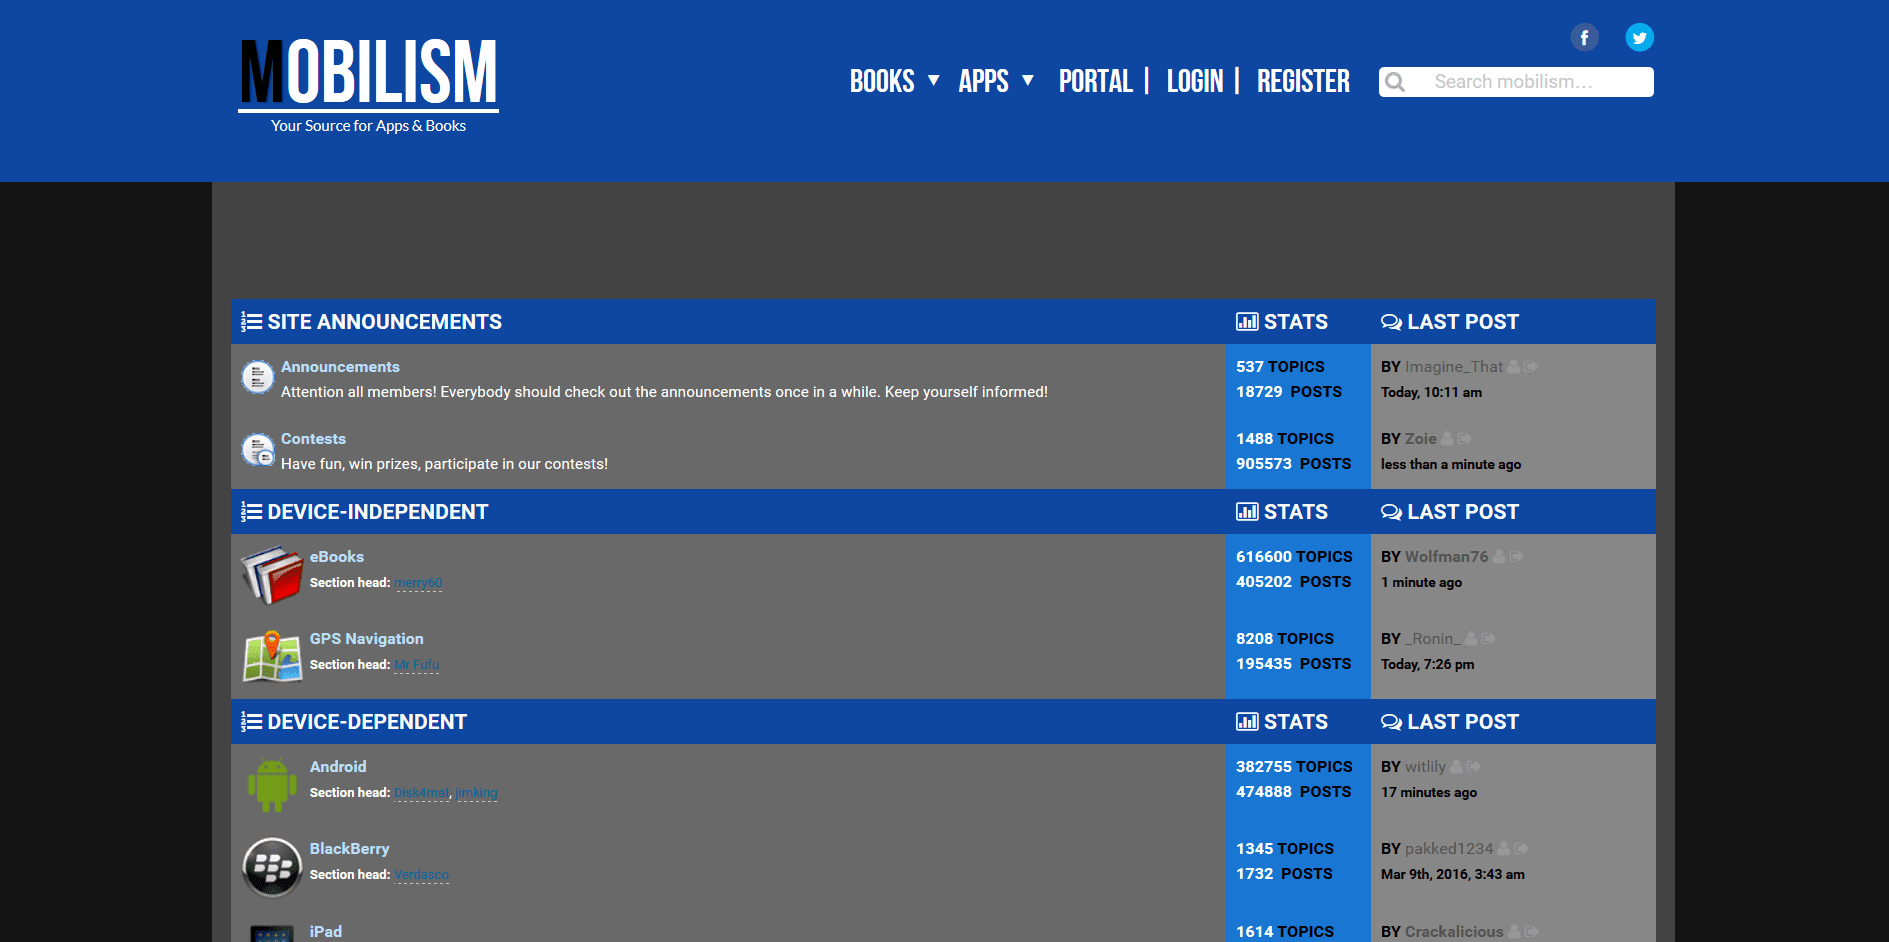 MOBILISM
Your Source for Apps & Books
BOOKS ▼ APPS ▼ PORTAL | LOGIN | REGISTER
Search mobilism...
SITE ANNOUNCEMENTS STATS LAST POST
Announcements 537 TOPICS BY Imagine_That
Attention all members! Everybody should check out the announcements once in a while. Keep yourself informed! 18729 POSTS Today, 10:11 am
Contests 1488 TOPICS BY Zoie
Have fun, win prizes, participate in our contests! 905573 POSTS less than a minute ago
DEVICE-INDEPENDENT STATS LAST POST
eBooks 616600 TOPICS BY Wolfman76
Section head: merry60 405202 POSTS 1 minute ago
GPS Navigation 8208 TOPICS BY _Ronin_
Section head: Mr Fufu 195435 POSTS Today, 7:26 pm
DEVICE-DEPENDENT STATS LAST POST
Android 382755 TOPICS BY witlily
Section head: Disk4mat, jimking 474888 POSTS 17 minutes ago
BlackBerry 1345 TOPICS BY pakked1234
Section head: Verdasco 1732 POSTS Mar 9th, 2016, 3:43 am
iPad 1614 TOPICS BY Crackalicious